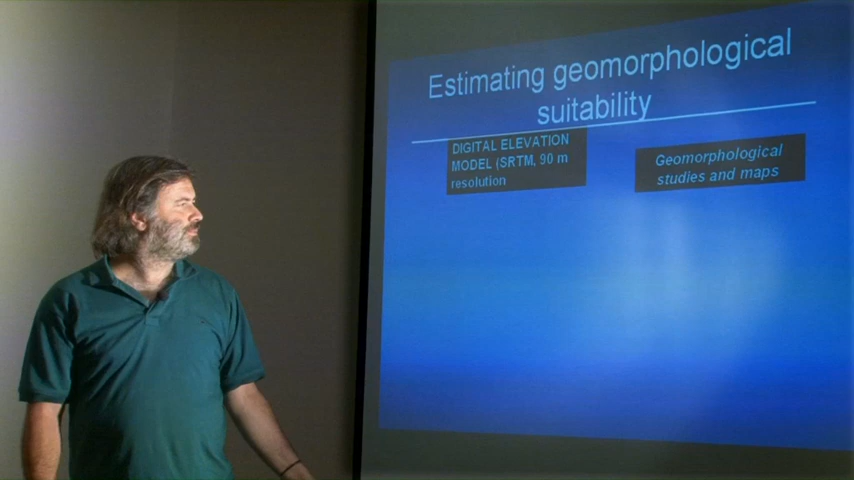 Estimating geomorphological
suitability
DIGITAL ELEVATION
MODEL (SRTM, 90 m
resolution
Geomorphological
studies and maps